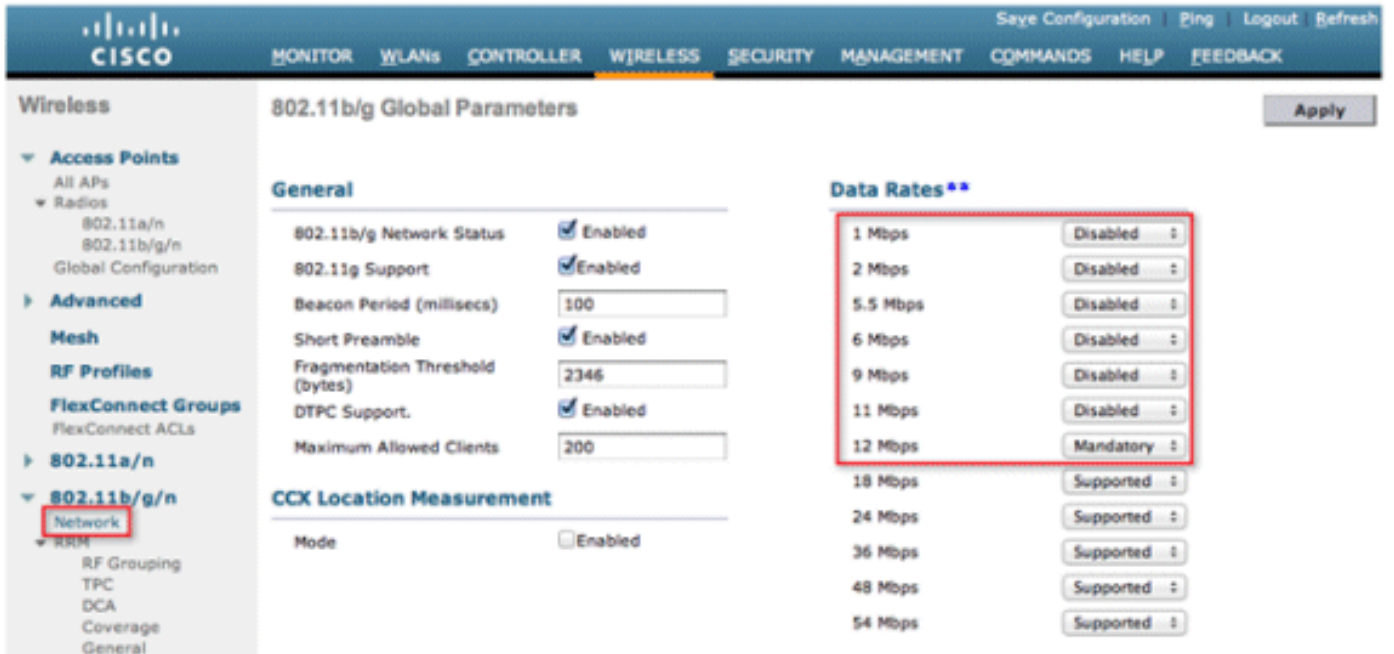 Save Configuration | Ping | Logout | Refresh
CISCO
MONITOR WLANs CONTROLLER WIRELESS SECURITY MANAGEMENT COMMANDS HELP FEEDBACK
Wireless
Access Points
All APs
Radios
802.11a/n
802.11b/g/n
Global Configuration
Advanced
Mesh
RF Profiles
FlexConnect Groups
FlexConnect ACLs
802.11a/n
802.11b/g/n
Network
RRM
RF Grouping
TPC
DCA
Coverage
General
802.11b/g Global Parameters
Apply
General
802.11b/g Network Status Enabled
802.11g Support Enabled
Beacon Period (millisecs) 100
Short Preamble Enabled
Fragmentation Threshold
(bytes) 2346
DTPC Support. Enabled
Maximum Allowed Clients 200
CCX Location Measurement
Mode Enabled
Data Rates**
1 Mbps Disabled
2 Mbps Disabled
5.5 Mbps Disabled
6 Mbps Disabled
9 Mbps Disabled
11 Mbps Disabled
12 Mbps Mandatory
18 Mbps Supported
24 Mbps Supported
36 Mbps Supported
48 Mbps Supported
54 Mbps Supported